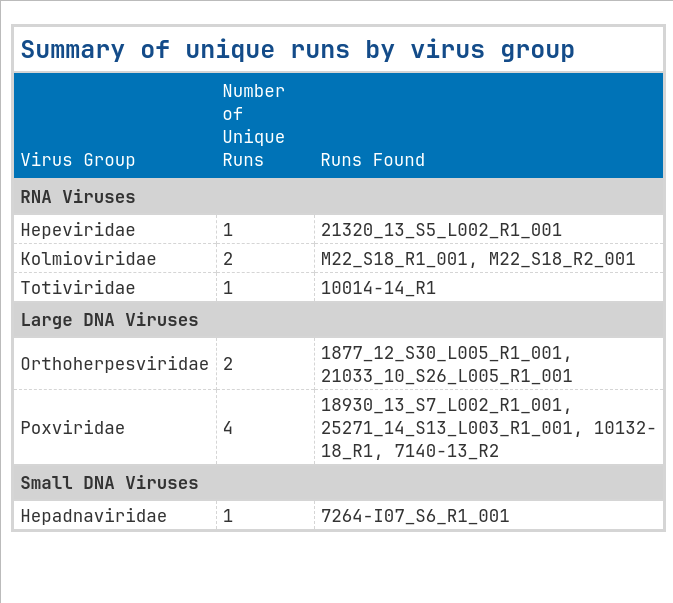 Summary of unique runs by virus group
Number
of
Unique
Virus Group Runs Runs Found
RNA Viruses
Hepeviridae 1 21320_13_S5_L002_R1_001
Kolmioviridae 2 M22_S18_R1_001, M22_S18_R2_001
Totiviridae 1 10014-14_R1
Large DNA Viruses
Orthoherpesviridae 2 1877_12_S30_L005_R1_001,
21033_10_S26_L005_R1_001
Poxviridae 4 18930_13_S7_L002_R1_001,
25271_14_S13_L003_R1_001, 10132-
18_R1, 7140-13_R2
Small DNA Viruses
Hepadnaviridae 1 7264-I07_S6_R1_001